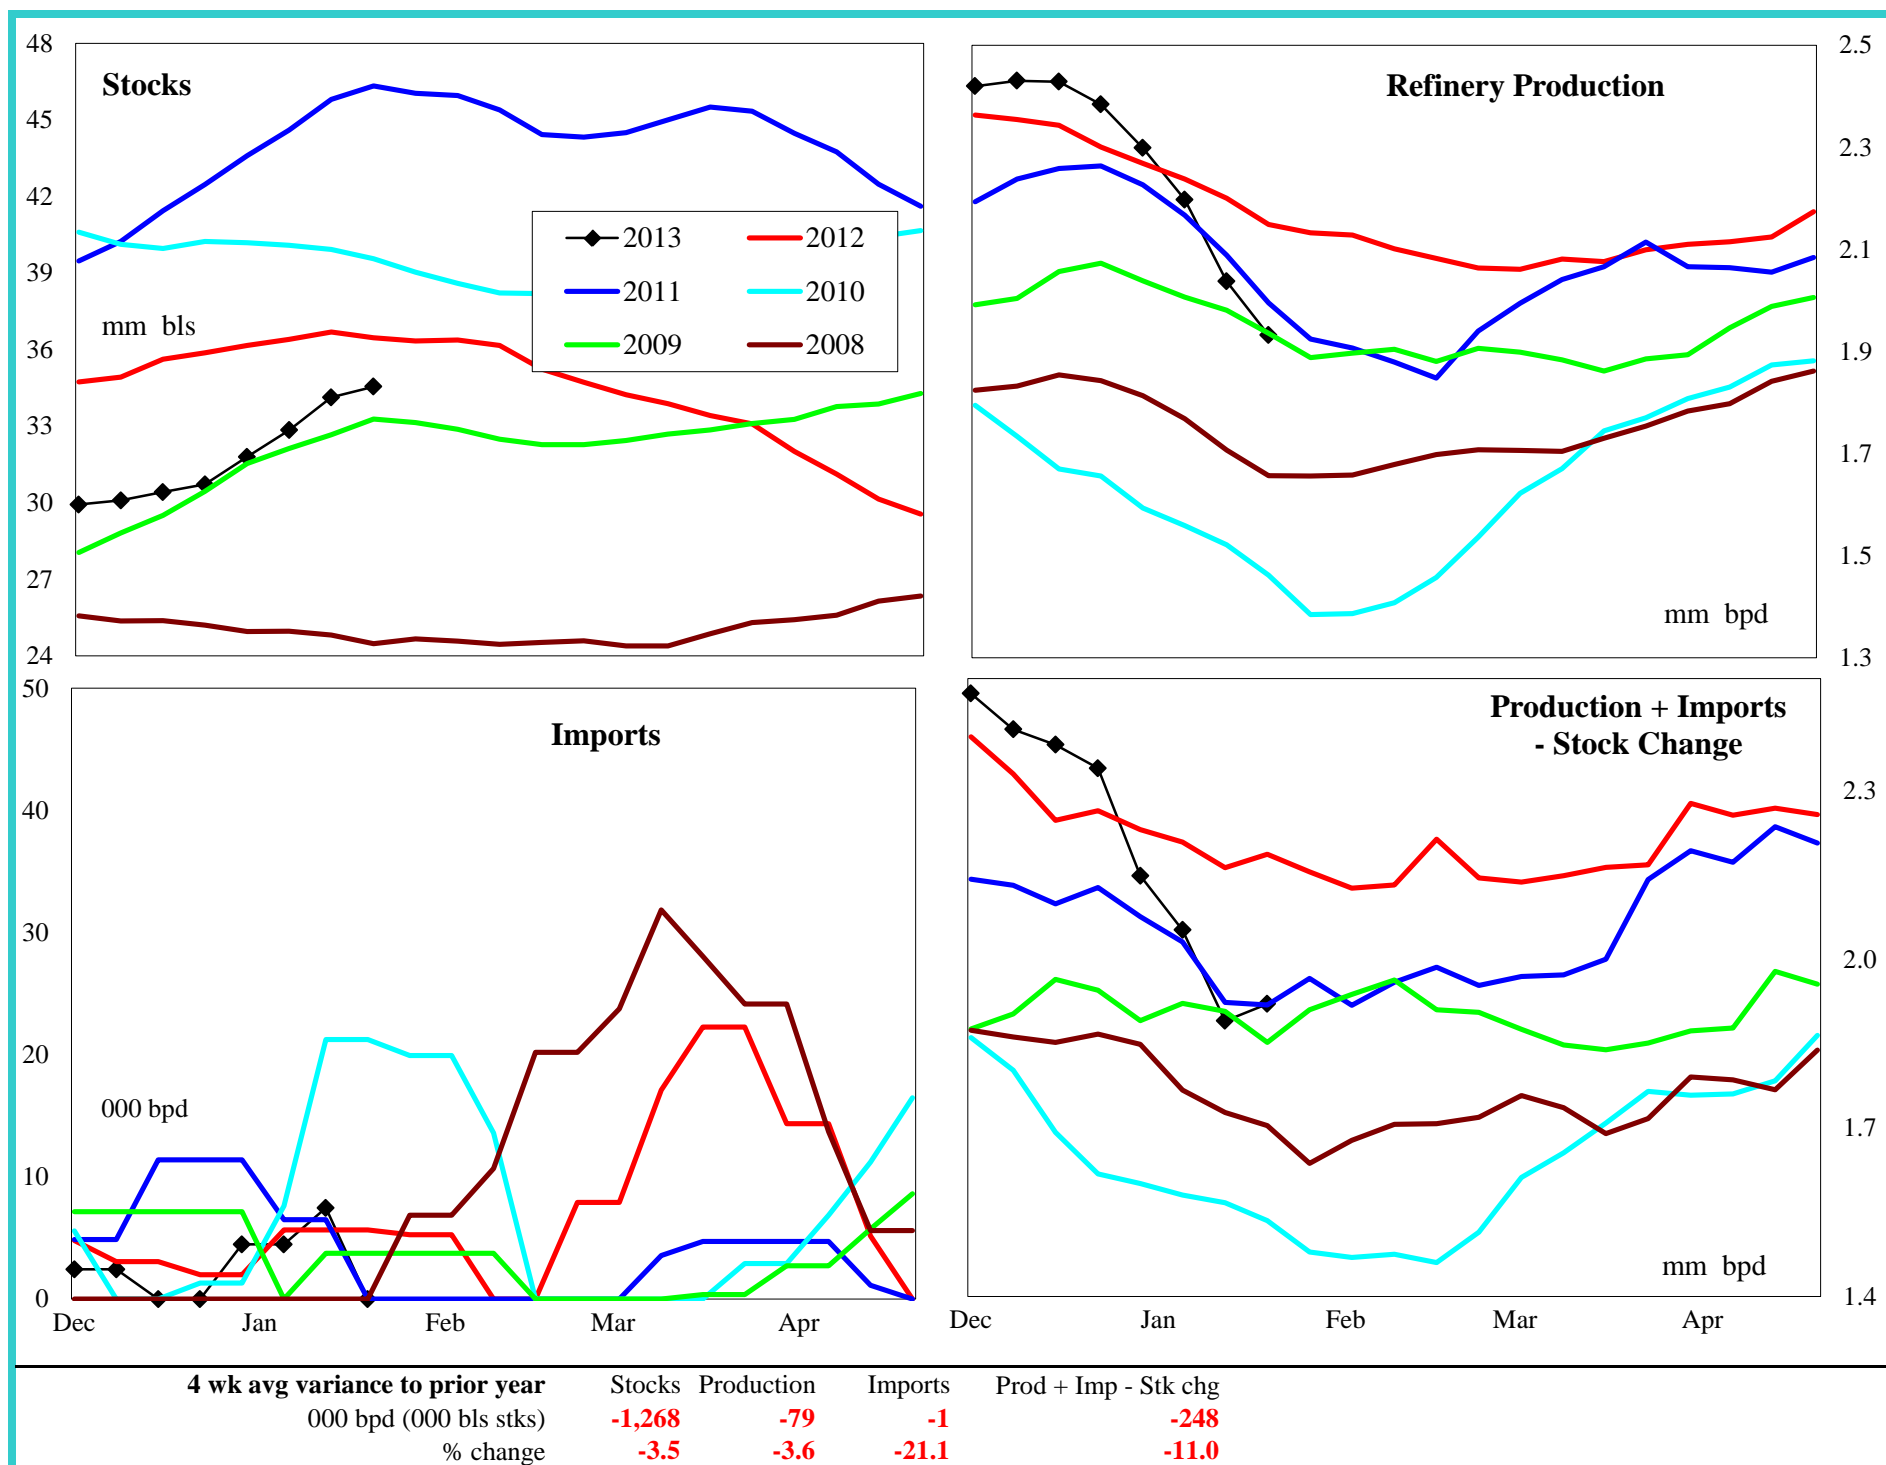 Stocks
48
45
42
39
36
33
30
27
24
mm bls
2013
2012
2011
2010
2009
2008
Refinery Production
2.5
2.3
2.1
1.9
1.7
1.5
1.3
mm bpd
Imports
50
40
30
20
10
0
000 bpd
Dec Jan Feb Mar Apr
Production + Imports
- Stock Change
2.3
2.0
1.7
1.4
mm bpd
Dec Jan Feb Mar Apr
4 wk avg variance to prior year Stocks Production Imports Prod + Imp - Stk chg
000 bpd (000 bls stks) -1,268 -79 -1 -248
% change -3.5 -3.6 -21.1 -11.0